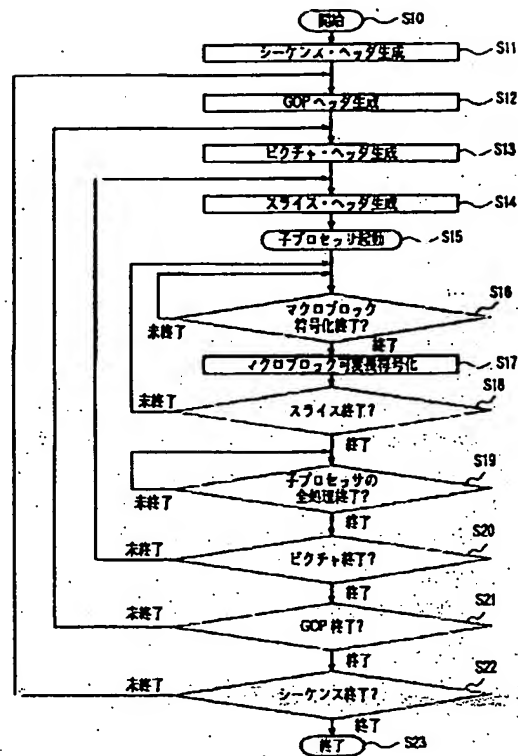 開始 S10
シーケンス・ヘッダ生成 S11
GOPヘッダ生成 S12
ピクチャ・ヘッダ生成 S13
スライス・ヘッダ生成 S14
子プロセッサ起動 S15
マクロブロック
符号化終了?
S16
未終了
終了
マクロブロック可変長符号化 S17
スライス終了? S18
未終了
終了
子プロセッサの
全処理終了?
S19
未終了
終了
ピクチャ終了? S20
未終了
終了
GOP終了? S21
未終了
終了
シーケンス終了? S22
未終了
終了
終了 S23